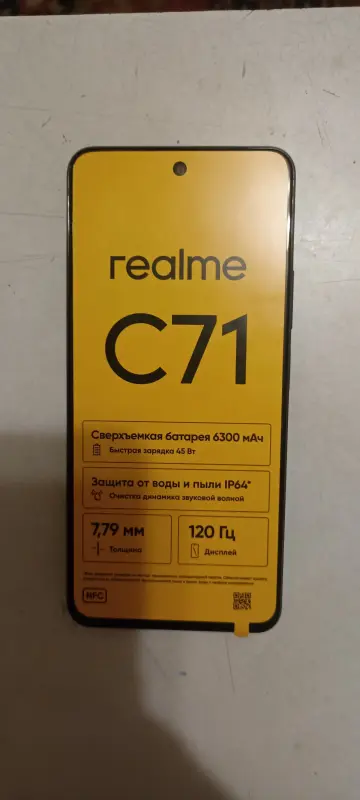 realme
C71
Сверхъемкая батарея 6300 мАч
Быстрая зарядка 45 Вт
Защита от воды и пыли IP64*
Очистка динамика звуковой волной
7,79 мм
Толщина
120 Гц
Дисплей
NFC